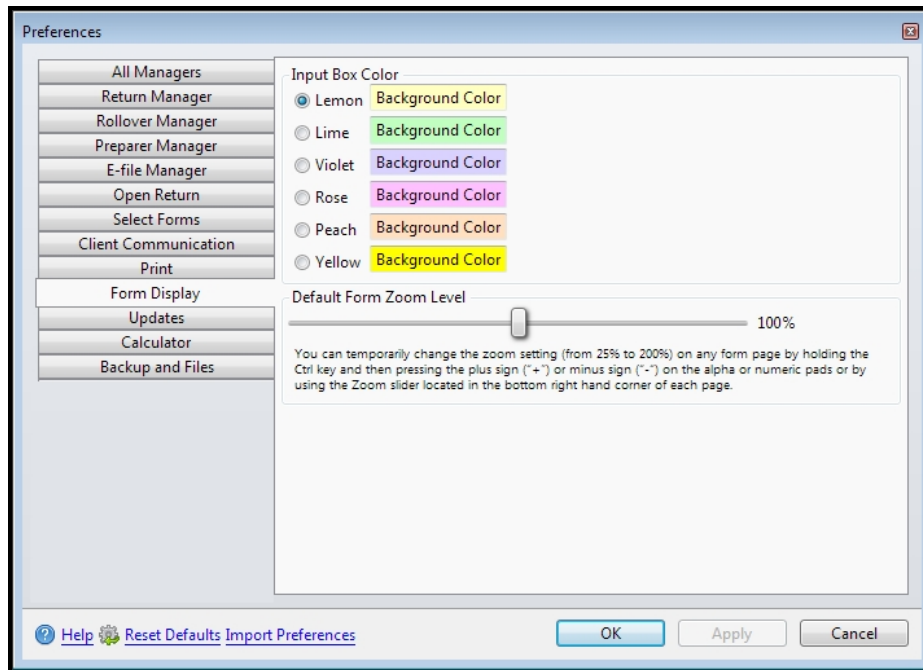 Preferences
All Managers
Return Manager
Rollover Manager
Preparer Manager
E-file Manager
Open Return
Select Forms
Client Communication
Print
Form Display
Updates
Calculator
Backup and Files
Input Box Color
Lemon Background Color
Lime Background Color
Violet Background Color
Rose Background Color
Peach Background Color
Yellow Background Color
Default Form Zoom Level
100%
You can temporarily change the zoom setting (from 25% to 200%) on any form page by holding the
Ctrl key and then pressing the plus sign ("+") or minus sign ("-") on the alpha or numeric pads or by
using the Zoom slider located in the bottom right hand corner of each page.
Help Reset Defaults Import Preferences OK Apply Cancel